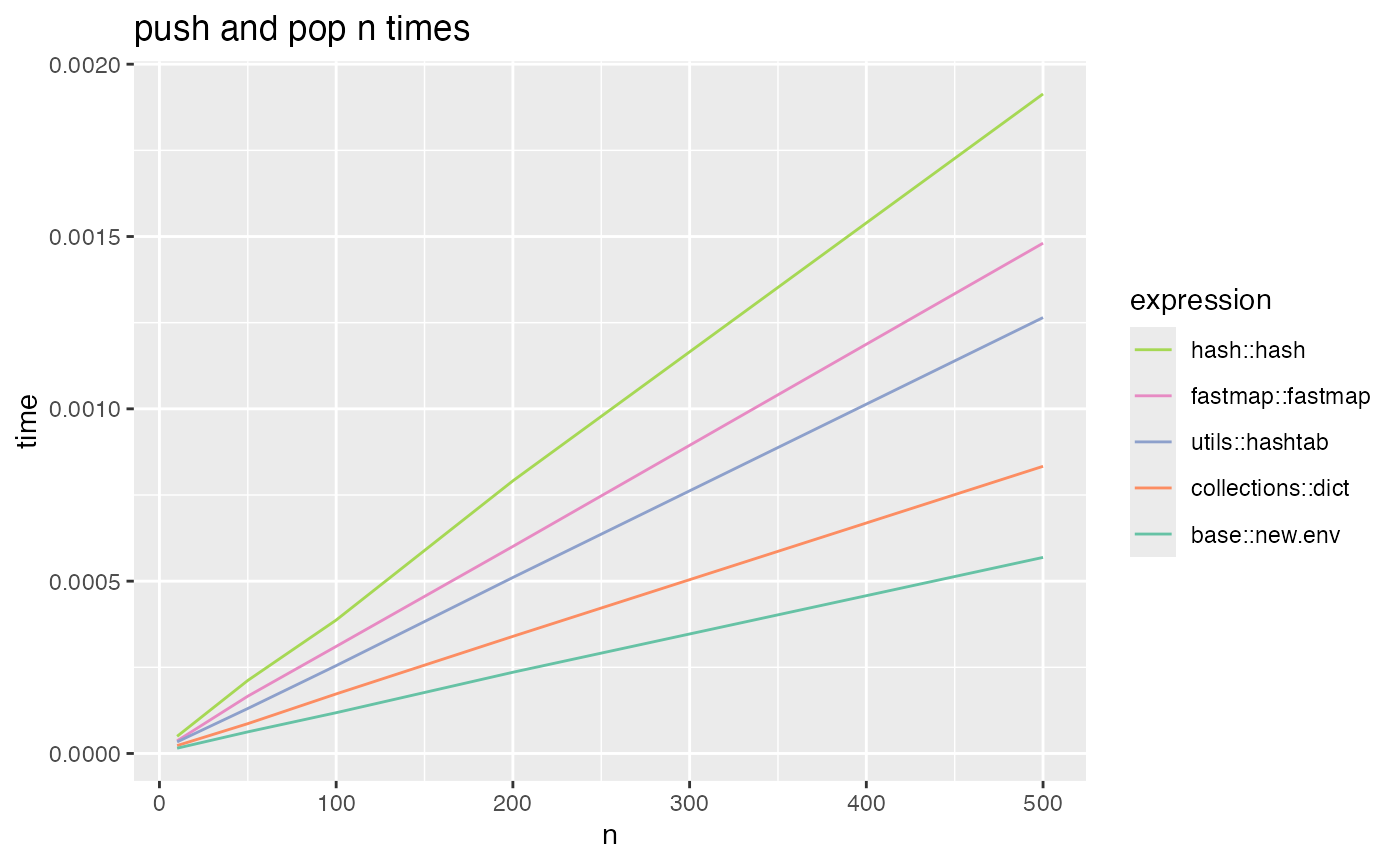 push and pop n times
0.0020
0.0015
0.0010
0.0005
0.0000
time
0 100 200 300 400 500
n
expression
hash::hash
fastmap::fastmap
utils::hashtab
collections::dict
base::new.env